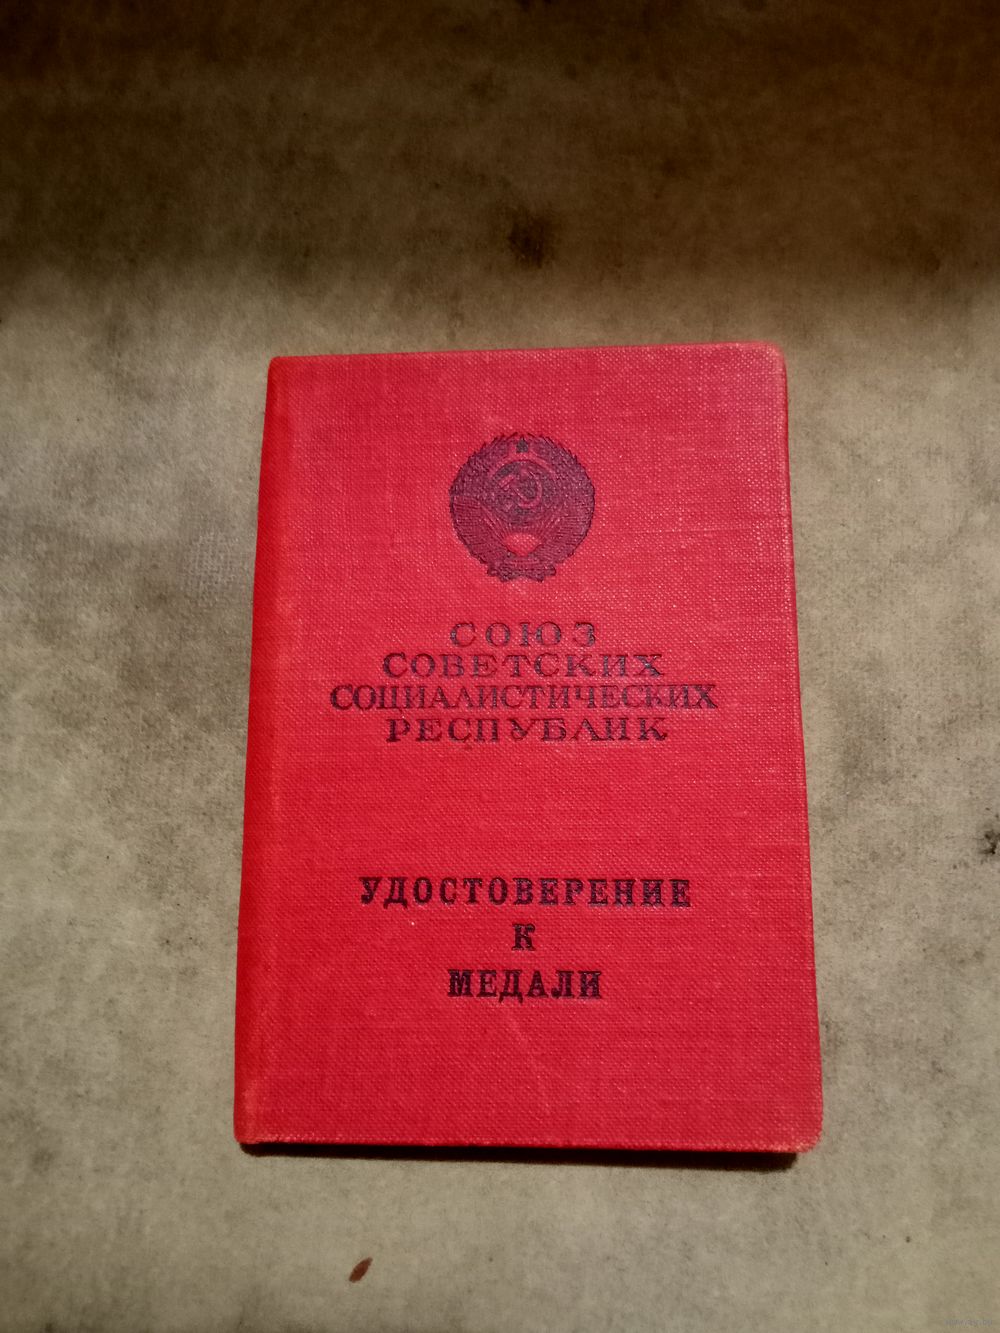 СОЮЗ
СОВЕТСКИХ
СОЦИАЛИСТИЧЕСКИХ
РЕСПУБЛИК
УДОСТОВЕРЕНИЕ
К
МЕДАЛИ